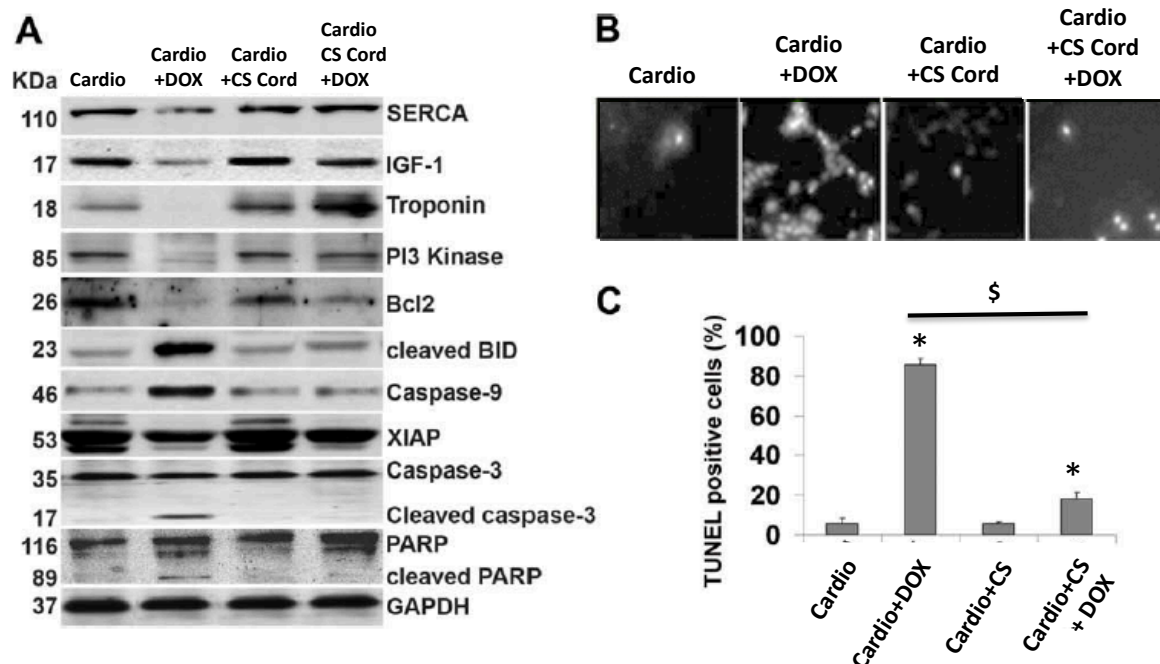 A
KDa
Cardio
Cardio
+DOX
Cardio
+CS Cord
Cardio
CS Cord
+DOX
110
SERCA
17
IGF-1
18
Troponin
85
PI3 Kinase
26
Bcl2
23
cleaved BID
46
Caspase-9
53
XIAP
35
Caspase-3
17
Cleaved caspase-3
116
PARP
89
cleaved PARP
37
GAPDH
B
Cardio
Cardio
+DOX
Cardio
+CS Cord
Cardio
+CS Cord
+DOX
C
TUNEL positive cells (%)
100
80
60
40
20
0
*
$
*
Cardio
Cardio+DOX
Cardio+CS
Cardio+CS
+ DOX